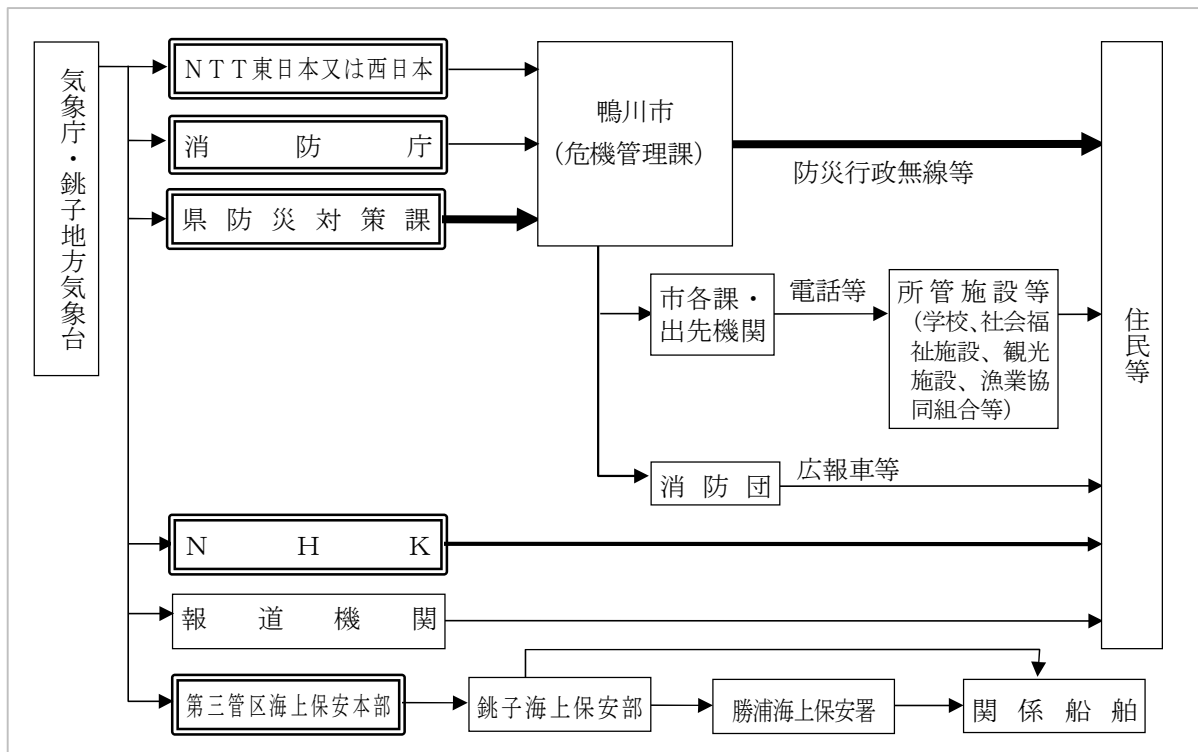 気象庁・銚子地方気象台
NTT東日本又は西日本
消防庁
県防災対策課
鴨川市
（危機管理課）
防災行政無線等
市各課・
出先機関
電話等
所管施設等
（学校、社会福
祉施設、観光
施設、漁業協
同組合等）
消防団
広報車等
住民等
NHK
報道機関
第三管区海上保安本部
銚子海上保安部
勝浦海上保安署
関係船舶